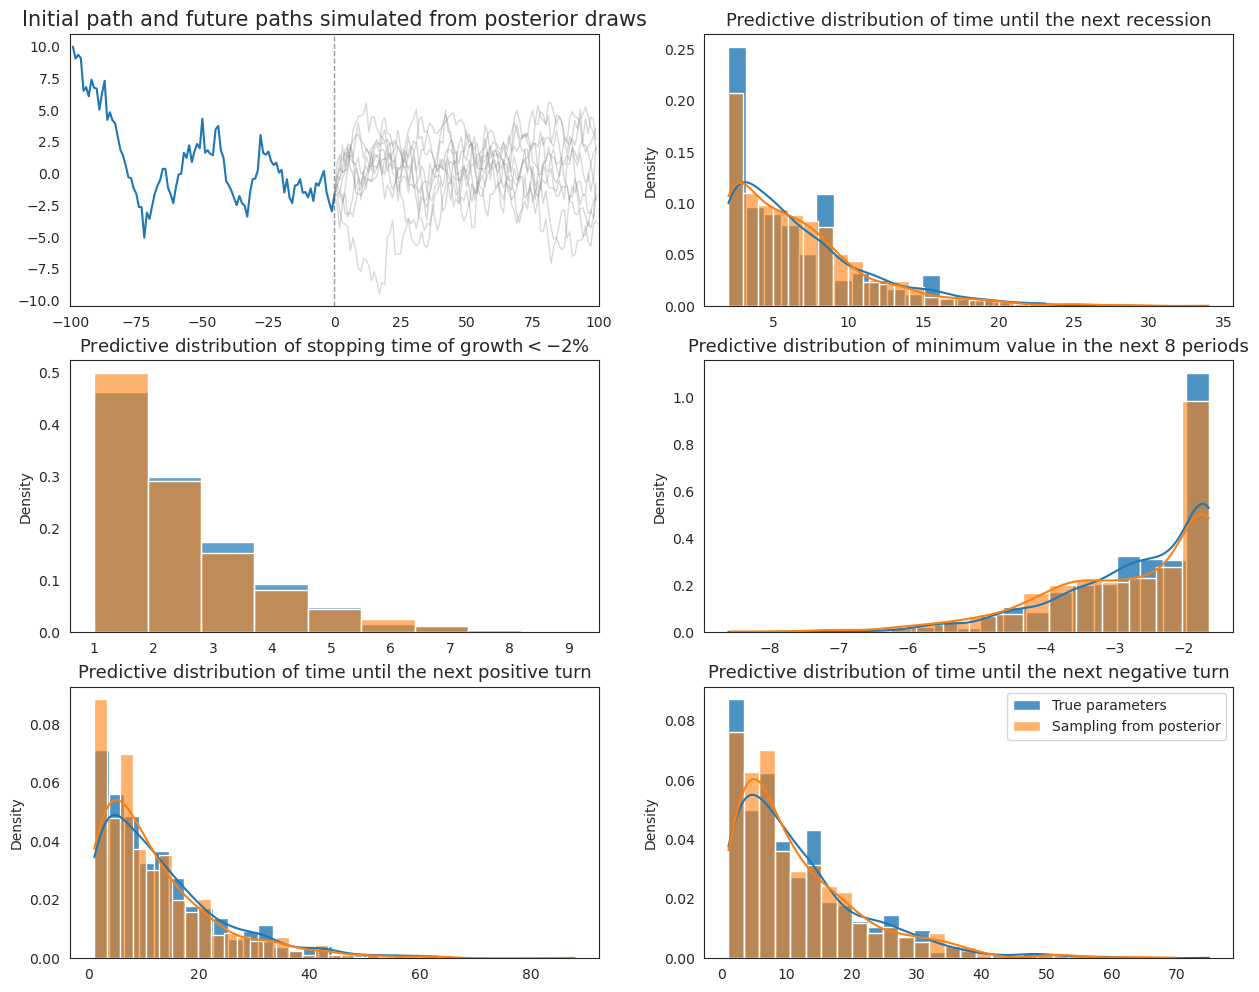 Initial path and future paths simulated from posterior draws
10.0
7.5
5.0
2.5
0.0
−2.5
−5.0
−7.5
−10.0
−100 −75 −50 −25 0 25 50 75 100
Predictive distribution of time until the next recession
Density
0.25
0.20
0.15
0.10
0.05
0.00
5 10 15 20 25 30 35
Predictive distribution of stopping time of growth < −2%
Density
0.5
0.4
0.3
0.2
0.1
0.0
1 2 3 4 5 6 7 8 9
Predictive distribution of minimum value in the next 8 periods
Density
1.0
0.8
0.6
0.4
0.2
0.0
−8 −7 −6 −5 −4 −3 −2
Predictive distribution of time until the next positive turn
Density
0.08
0.06
0.04
0.02
0.00
0 20 40 60 80
Predictive distribution of time until the next negative turn
True parameters
Sampling from posterior
Density
0.08
0.06
0.04
0.02
0.00
0 10 20 30 40 50 60 70